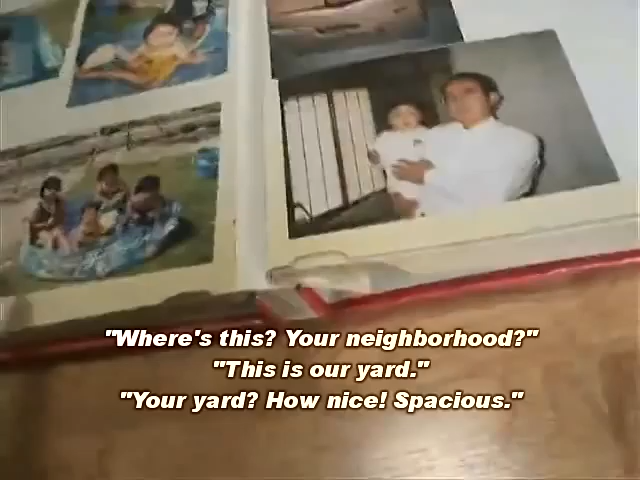 "Where's this? Your neighborhood?"
"This is our yard."
"Your yard? How nice! Spacious."